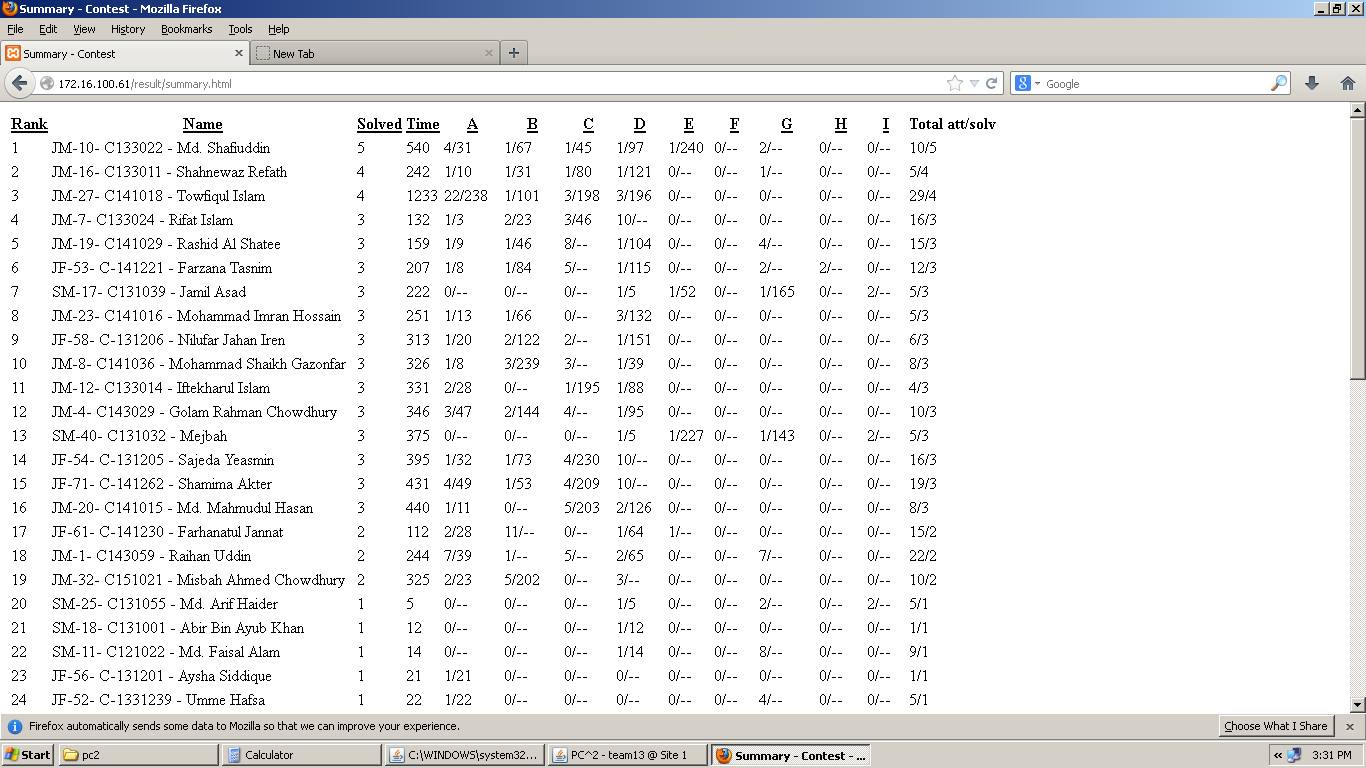 Summary - Contest - Mozilla Firefox
File Edit View History Bookmarks Tools Help
Summary - Contest × New Tab × +
172.16.100.61/result/summary.html 8 Google
Rank Name Solved Time A B C D E F G H I Total att/solv
1 JM-10- C133022 - Md. Shafiuddin 5 540 4/31 1/67 1/45 1/97 1/240 0/-- 2/-- 0/-- 0/-- 10/5
2 JM-16- C133011 - Shahnewaz Refath 4 242 1/10 1/31 1/80 1/121 0/-- 0/-- 1/-- 0/-- 0/-- 5/4
3 JM-27- C141018 - Towfiqul Islam 4 1233 22/238 1/101 3/198 3/196 0/-- 0/-- 0/-- 0/-- 0/-- 29/4
4 JM-7- C133024 - Rifat Islam 3 132 1/3 2/23 3/46 10/-- 0/-- 0/-- 0/-- 0/-- 0/-- 16/3
5 JM-19- C141029 - Rashid Al Shatee 3 159 1/9 1/46 8/-- 1/104 0/-- 0/-- 4/-- 0/-- 0/-- 15/3
6 JF-53- C-141221 - Farzana Tasnim 3 207 1/8 1/84 5/-- 1/115 0/-- 0/-- 2/-- 2/-- 0/-- 12/3
7 SM-17- C131039 - Jamil Asad 3 222 0/-- 0/-- 0/-- 1/5 1/52 0/-- 1/165 0/-- 2/-- 5/3
8 JM-23- C141016 - Mohammad Imran Hossain 3 251 1/13 1/66 0/-- 3/132 0/-- 0/-- 0/-- 0/-- 0/-- 5/3
9 JF-58- C-131206 - Nilufar Jahan Iren 3 313 1/20 2/122 2/-- 1/151 0/-- 0/-- 0/-- 0/-- 0/-- 6/3
10 JM-8- C141036 - Mohammad Shaikh Gazonfar 3 326 1/8 3/239 3/-- 1/39 0/-- 0/-- 0/-- 0/-- 0/-- 8/3
11 JM-12- C133014 - Iftekharul Islam 3 331 2/28 0/-- 1/195 1/88 0/-- 0/-- 0/-- 0/-- 0/-- 4/3
12 JM-4- C143029 - Golam Rahman Chowdhury 3 346 3/47 2/144 4/-- 1/95 0/-- 0/-- 0/-- 0/-- 0/-- 10/3
13 SM-40- C131032 - Mejbah 3 375 0/-- 0/-- 0/-- 1/5 1/227 0/-- 1/143 0/-- 2/-- 5/3
14 JF-54- C-131205 - Sajeda Yeasmin 3 395 1/32 1/73 4/230 10/-- 0/-- 0/-- 0/-- 0/-- 0/-- 16/3
15 JF-71- C-141262 - Shamima Akter 3 431 4/49 1/53 4/209 10/-- 0/-- 0/-- 0/-- 0/-- 0/-- 19/3
16 JM-20- C141015 - Md. Mahmudul Hasan 3 440 1/11 0/-- 5/203 2/126 0/-- 0/-- 0/-- 0/-- 0/-- 8/3
17 JF-61- C-141230 - Farhanatul Jannat 2 112 2/28 11/-- 0/-- 1/64 1/-- 0/-- 0/-- 0/-- 0/-- 15/2
18 JM-1- C143059 - Raihan Uddin 2 244 7/39 1/-- 5/-- 2/65 0/-- 0/-- 7/-- 0/-- 0/-- 22/2
19 JM-32- C151021 - Misbah Ahmed Chowdhury 2 325 2/23 5/202 0/-- 3/-- 0/-- 0/-- 0/-- 0/-- 0/-- 10/2
20 SM-25- C131055 - Md. Arif Haider 1 5 0/-- 0/-- 0/-- 1/5 0/-- 0/-- 2/-- 0/-- 2/-- 5/1
21 SM-18- C131001 - Abir Bin Ayub Khan 1 12 0/-- 0/-- 0/-- 1/12 0/-- 0/-- 0/-- 0/-- 0/-- 1/1
22 SM-11- C121022 - Md. Faisal Alam 1 14 0/-- 0/-- 0/-- 1/14 0/-- 0/-- 8/-- 0/-- 0/-- 9/1
23 JF-56- C-131201 - Aysha Siddique 1 21 1/21 0/-- 0/-- 0/-- 0/-- 0/-- 0/-- 0/-- 0/-- 1/1
24 JF-52- C-1331239 - Umme Hafsa 1 22 1/22 0/-- 0/-- 0/-- 0/-- 0/-- 4/-- 0/-- 0/-- 5/1
Firefox automatically sends some data to Mozilla so that we can improve your experience. Choose What I Share ×
Start pc2 Calculator C:\WINDOWS\system32... PC^2 - team13 @ Site 1 Summary - Contest - ... « 3:31 PM